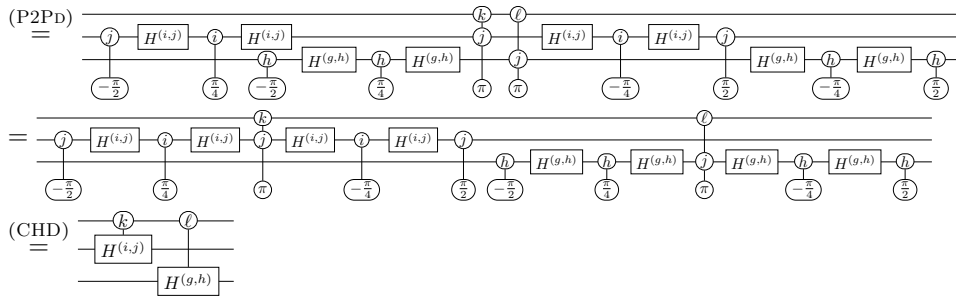 (P2PD)
k ℓ
= j H^{(i,j)} i H^{(i,j)} j H^{(i,j)} i H^{(i,j)} j
h H^{(g,h)} h H^{(g,h)} j H^{(g,h)} h H^{(g,h)} h
-π/2 π/4 -π/2 π/4 π π -π/4 π/2 -π/4 π/2
k ℓ
= j H^{(i,j)} i H^{(i,j)} j H^{(i,j)} i H^{(i,j)} j
h H^{(g,h)} h H^{(g,h)} j H^{(g,h)} h H^{(g,h)} h
-π/2 π/4 π -π/4 π/2 -π/2 π/4 π -π/4 π/2
(CHD) k ℓ
= H^{(i,j)}
H^{(g,h)}